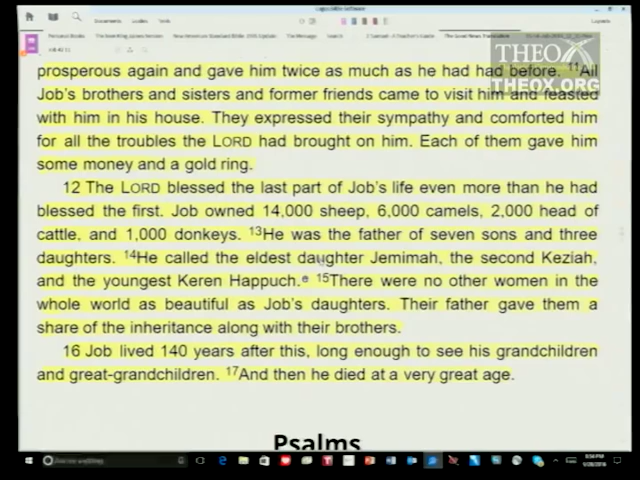 Logos Bible Software
Documents Guides Tools
THEOX
THEOX.ORG
prosperous again and gave him twice as much as he had had before. 11All
Job's brothers and sisters and former friends came to visit him and feasted
with him in his house. They expressed their sympathy and comforted him
for all the troubles the LORD had brought on him. Each of them gave him
some money and a gold ring.
12 The LORD blessed the last part of Job's life even more than he had
blessed the first. Job owned 14,000 sheep, 6,000 camels, 2,000 head of
cattle, and 1,000 donkeys. 13He was the father of seven sons and three
daughters. 14He called the eldest daughter Jemimah, the second Keziah,
and the youngest Keren Happuch.e 15There were no other women in the
whole world as beautiful as Job's daughters. Their father gave them a
share of the inheritance along with their brothers.
16 Job lived 140 years after this, long enough to see his grandchildren
and great-grandchildren. 17And then he died at a very great age.
Psalms